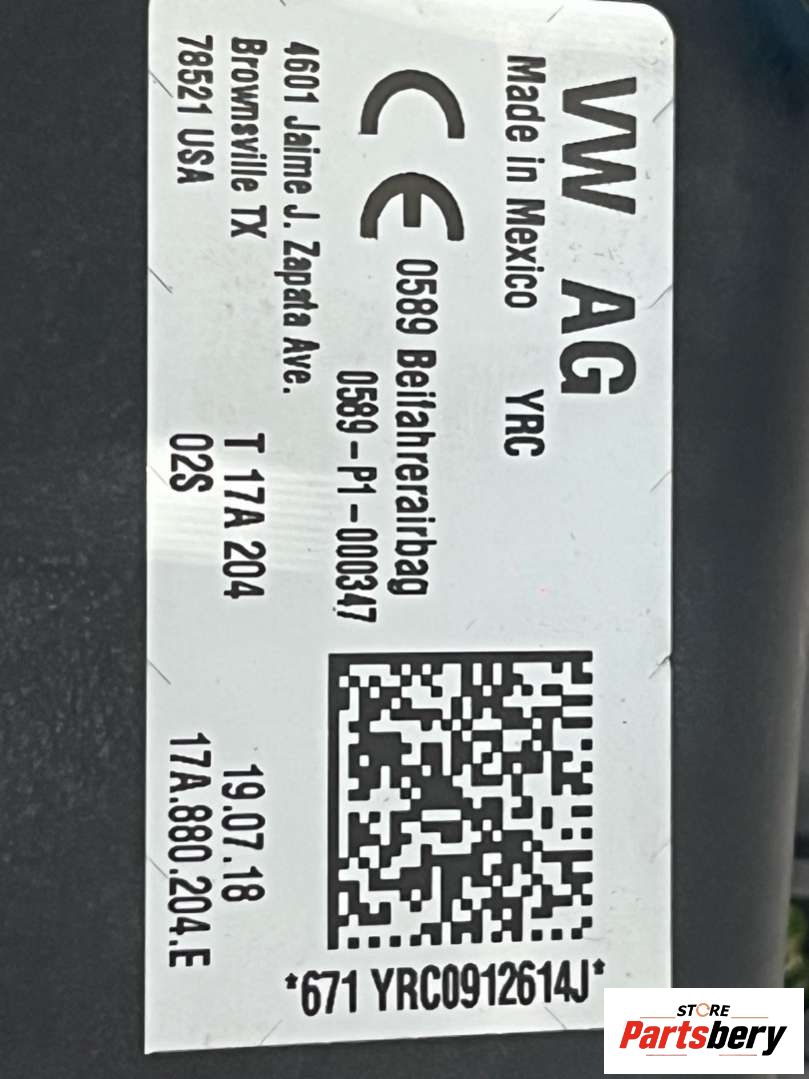 VW AG
Made in Mexico YRC
CE 0589 Beifahrerairbag
0589-P1-000347
4601 Jaime J. Zapata Ave.
Brownsville TX
78521 USA
T 17A 204
02S
19.07.18
17A.880.204.E
*671 YRC0912614J*
STORE
Partsbery